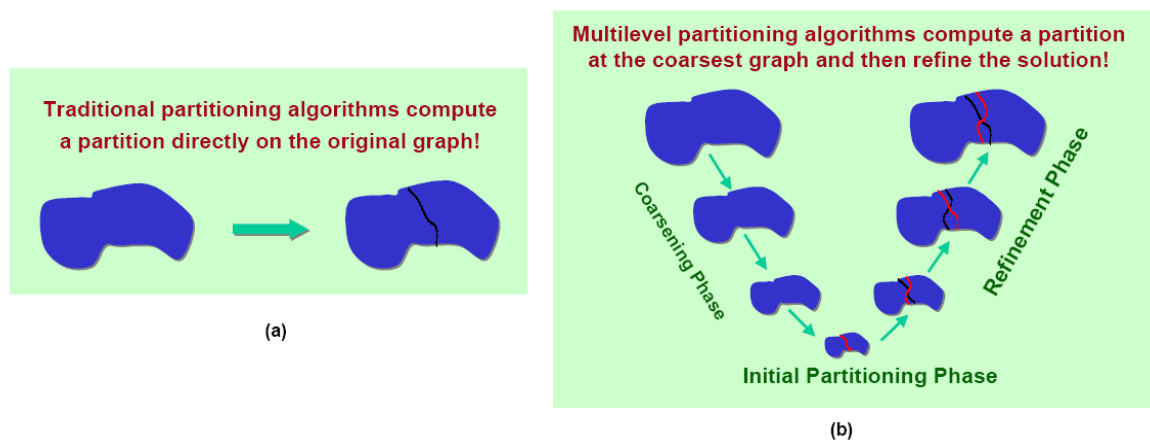 Traditional partitioning algorithms compute
a partition directly on the original graph!
(a)
Multilevel partitioning algorithms compute a partition
at the coarsest graph and then refine the solution!
Coarsening Phase
Refinement Phase
Initial Partitioning Phase
(b)